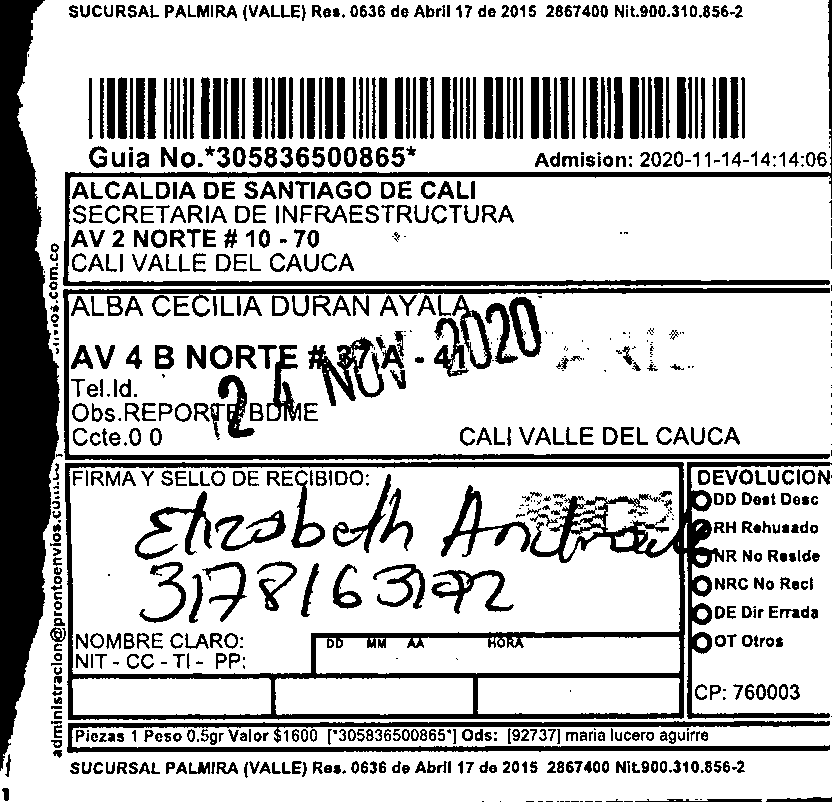 SUCURSAL PALMIRA (VALLE) Res. 0636 de Abril 17 de 2015 2867400 Nit.900.310.856-2
Guia No.*305836500865*
Admision: 2020-11-14-14:14:06
ALCALDIA DE SANTIAGO DE CALI
SECRETARIA DE INFRAESTRUCTURA
AV 2 NORTE # 10 - 70
CALI VALLE DEL CAUCA
ALBA CECILIA DURAN AYALA
AV 4 B NORTE # 37 A - 41
24 NOV 2020
Tel.Id.
Obs.REPORTE BDME
Ccte.0 0
CALI VALLE DEL CAUCA
FIRMA Y SELLO DE RECIBIDO:
Elizabeth Andrade
3178163192
NOMBRE CLARO:
NIT - CC - TI - PP:
DD MM AA HORA
DEVOLUCION
DD Dest Desc
RH Rehusado
NR No Reside
NRC No Recl
DE Dir Errada
OT Otros
CP: 760003
administracion@prontoenvios.com.co
Piezas 1 Peso 0.5gr Valor $1600 [*305836500865*] Ods: [92737] maria lucero aguirre
SUCURSAL PALMIRA (VALLE) Res. 0636 de Abril 17 de 2015 2867400 Nit.900.310.856-2
1